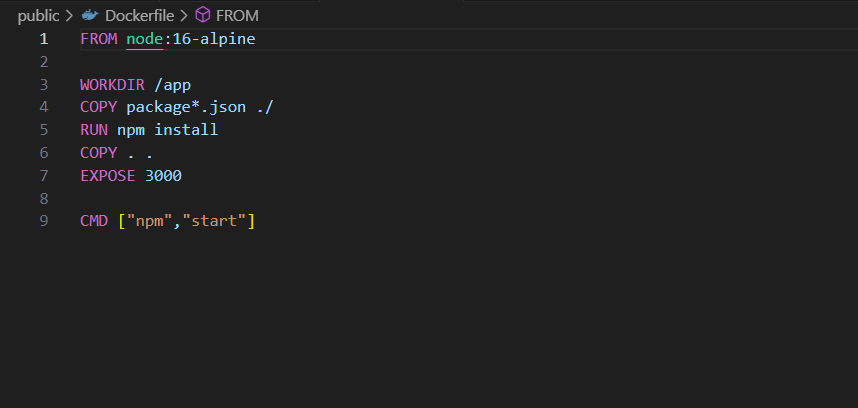 public > Dockerfile > FROM
1 FROM node:16-alpine
2
3 WORKDIR /app
4 COPY package*.json ./
5 RUN npm install
6 COPY . .
7 EXPOSE 3000
8
9 CMD ["npm","start"]